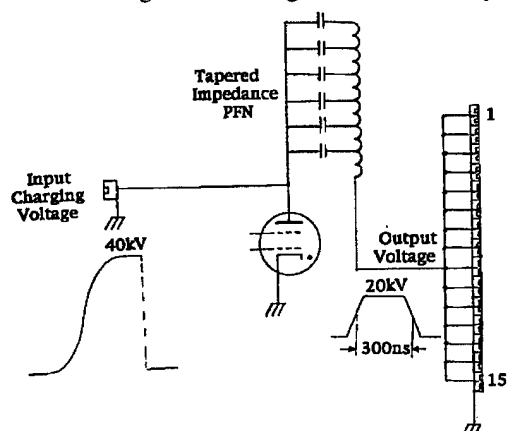 Tapered
Impedance
PFN
1
Input
Charging
Voltage
40kV
Output
Voltage
20kV
300ns
15